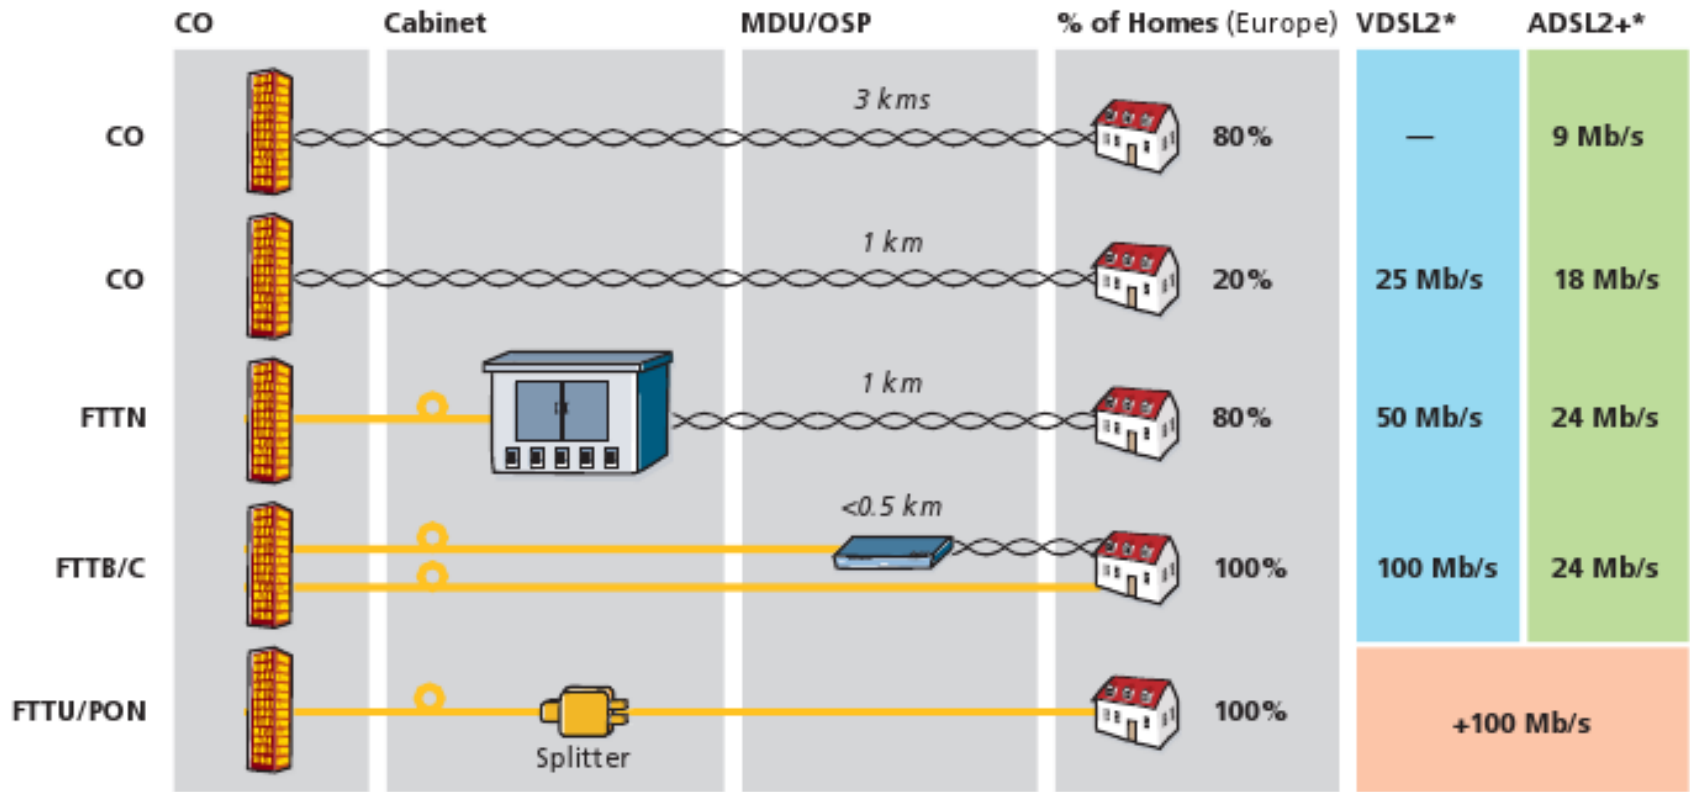 CO Cabinet MDU/OSP % of Homes (Europe) VDSL2* ADSL2+*
3 kms
CO 80% — 9 Mb/s
1 km
CO 20% 25 Mb/s 18 Mb/s
1 km
FTTN 80% 50 Mb/s 24 Mb/s
<0.5 km
FTTB/C 100% 100 Mb/s 24 Mb/s
FTTU/PON 100% +100 Mb/s
Splitter